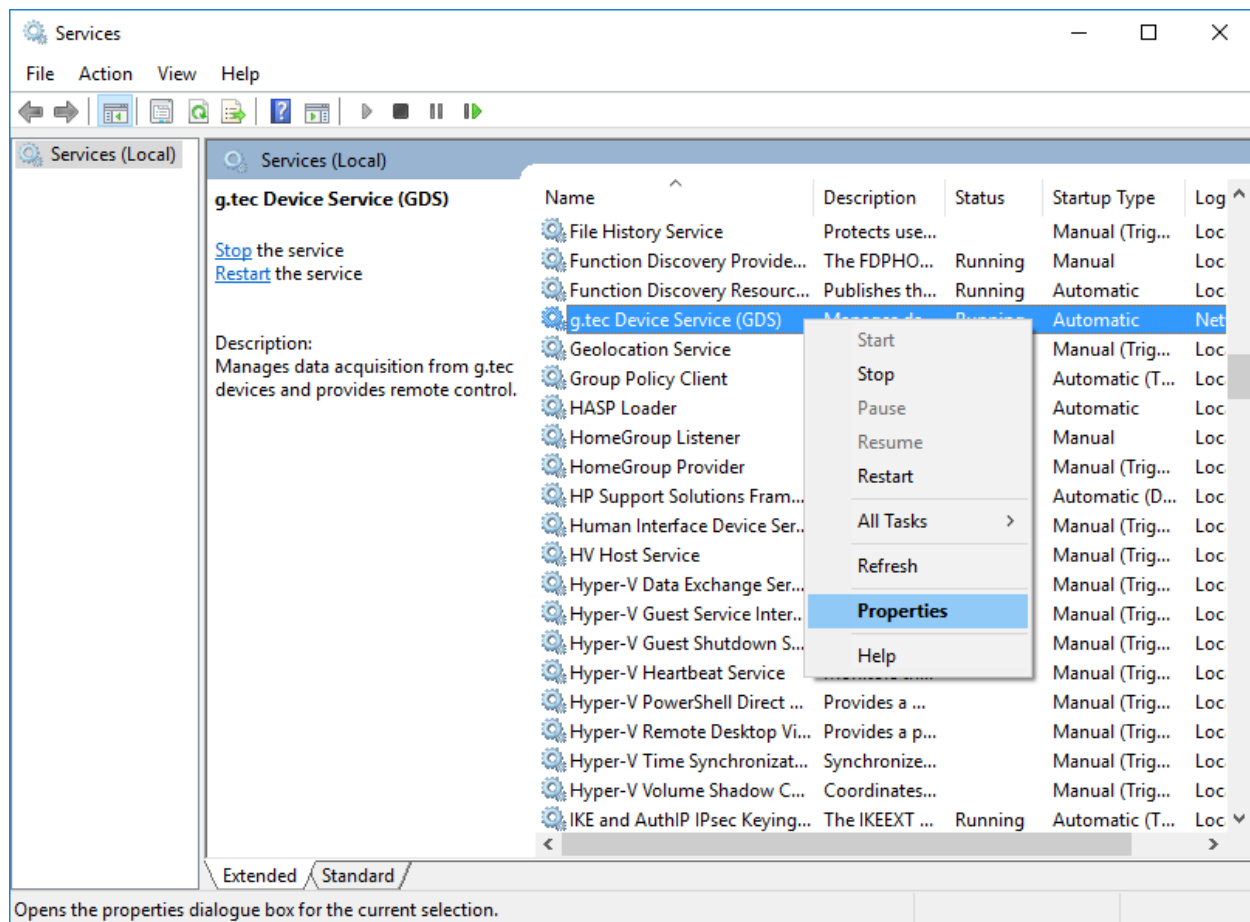 Services
File Action View Help
Services (Local)
Services (Local)
g.tec Device Service (GDS)
Stop the service
Restart the service
Description:
Manages data acquisition from g.tec
devices and provides remote control.
Name Description Status Startup Type Log
File History Service Protects use... Manual (Trig... Loc
Function Discovery Provide... The FDPHO... Running Manual Loc
Function Discovery Resourc... Publishes th... Running Automatic Loc
g.tec Device Service (GDS) Manages de... Running Automatic Net
Geolocation Service Manual (Trig... Loc
Group Policy Client Automatic (T... Loc
HASP Loader Automatic Loc
HomeGroup Listener Manual Loc
HomeGroup Provider Manual (Trig... Loc
HP Support Solutions Fram... Automatic (D... Loc
Human Interface Device Ser... Manual (Trig... Loc
HV Host Service Manual (Trig... Loc
Hyper-V Data Exchange Ser... Manual (Trig... Loc
Hyper-V Guest Service Inter... Manual (Trig... Loc
Hyper-V Guest Shutdown S... Manual (Trig... Loc
Hyper-V Heartbeat Service Manual (Trig... Loc
Hyper-V PowerShell Direct ... Provides a ... Manual (Trig... Loc
Hyper-V Remote Desktop Vi... Provides a p... Manual (Trig... Loc
Hyper-V Time Synchronizat... Synchronize... Manual (Trig... Loc
Hyper-V Volume Shadow C... Coordinates... Manual (Trig... Loc
IKE and AuthIP IPsec Keying... The IKEEXT ... Running Automatic (T... Loc
Start
Stop
Pause
Resume
Restart
All Tasks
Refresh
Properties
Help
Extended Standard
Opens the properties dialogue box for the current selection.